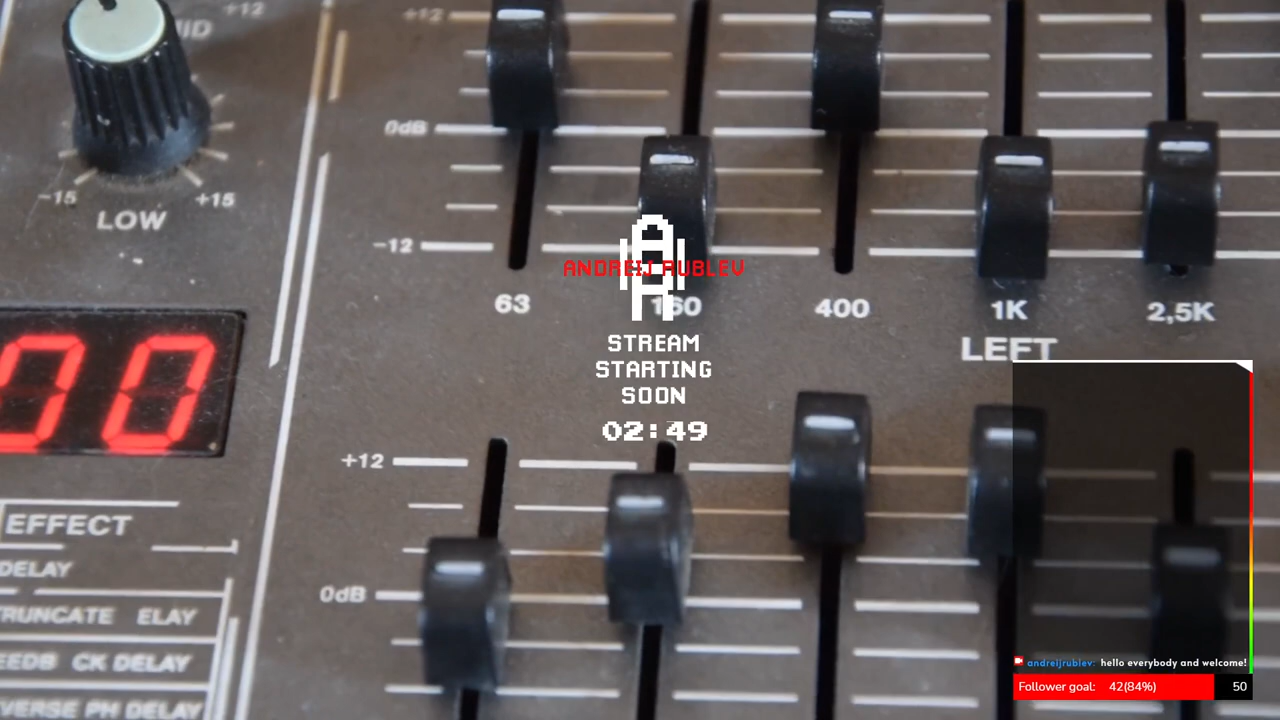 +12
+12
MID
0dB
-15
+15
LOW
-12
ANDREIJ RUBLEV
63
160
400
1K
2,5K
LEFT
STREAM
STARTING
SOON
02:49
00
+12
EFFECT
DELAY
0dB
TRUNCATE ELAY
EEDB CK DELAY
VERSE PH DELAY
andreijrublev: hello everybody and welcome!
Follower goal: 42(84%) 50